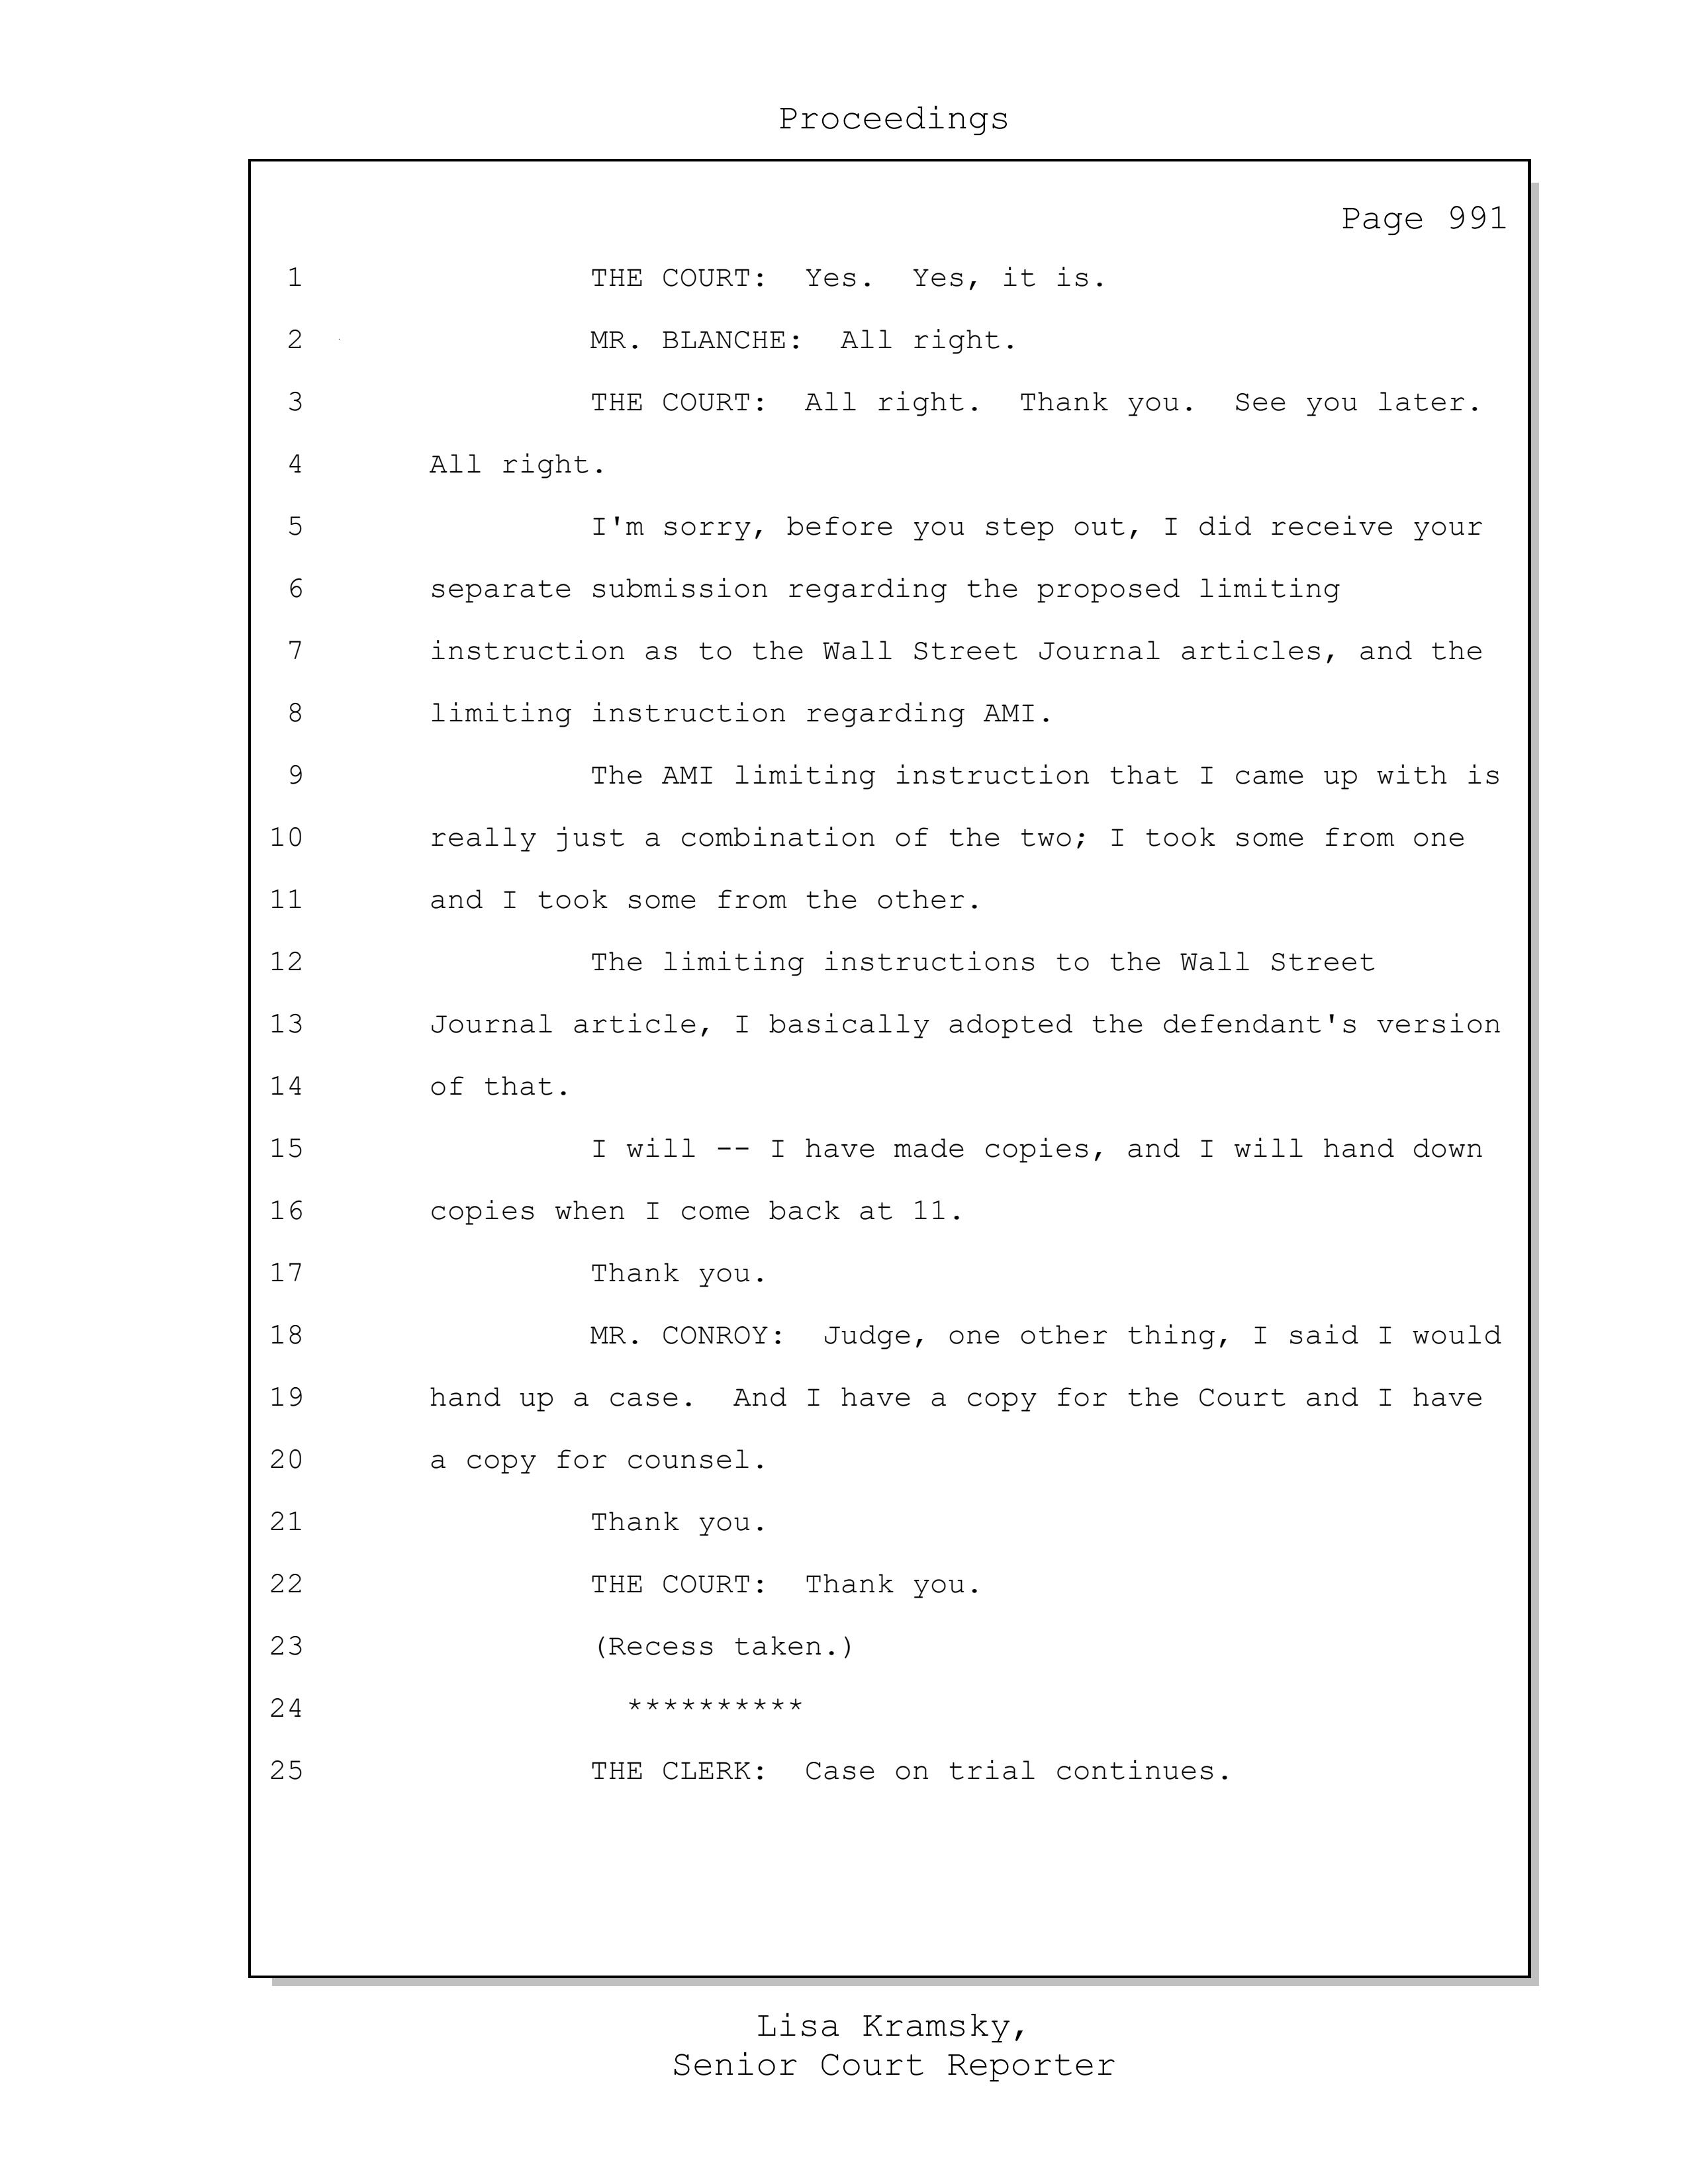 Proceedings
Page 991
1 THE COURT: Yes. Yes, it is.
2 MR. BLANCHE: All right.
3 THE COURT: All right. Thank you. See you later.
4 All right.
5 I'm sorry, before you step out, I did receive your
6 separate submission regarding the proposed limiting
7 instruction as to the Wall Street Journal articles, and the
8 limiting instruction regarding AMI.
9 The AMI limiting instruction that I came up with is
10 really just a combination of the two; I took some from one
11 and I took some from the other.
12 The limiting instructions to the Wall Street
13 Journal article, I basically adopted the defendant's version
14 of that.
15 I will -- I have made copies, and I will hand down
16 copies when I come back at 11.
17 Thank you.
18 MR. CONROY: Judge, one other thing, I said I would
19 hand up a case. And I have a copy for the Court and I have
20 a copy for counsel.
21 Thank you.
22 THE COURT: Thank you.
23 (Recess taken.)
24 **********
25 THE CLERK: Case on trial continues.
Lisa Kramsky,
Senior Court Reporter